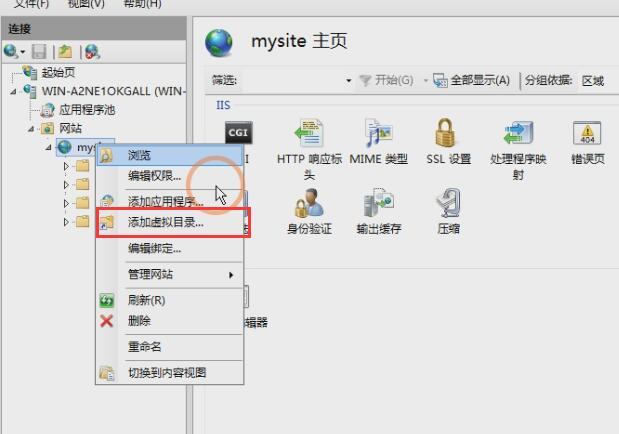 文件(F) 视图(V) 帮助(H)
连接
起始页
WIN-A2NE1OKGALL (WIN-
应用程序池
网站
mys
浏览
编辑权限...
添加应用程序...
添加虚拟目录...
编辑绑定...
管理网站
刷新(R)
删除
重命名
切换到内容视图
mysite 主页
筛选: 开始(G) 全部显示(A) 分组依据: 区域
IIS
CGI
404
I HTTP 响应标头 MIME 类型 SSL 设置 处理程序映射 错误页
身份验证 输出缓存 压缩
辑器